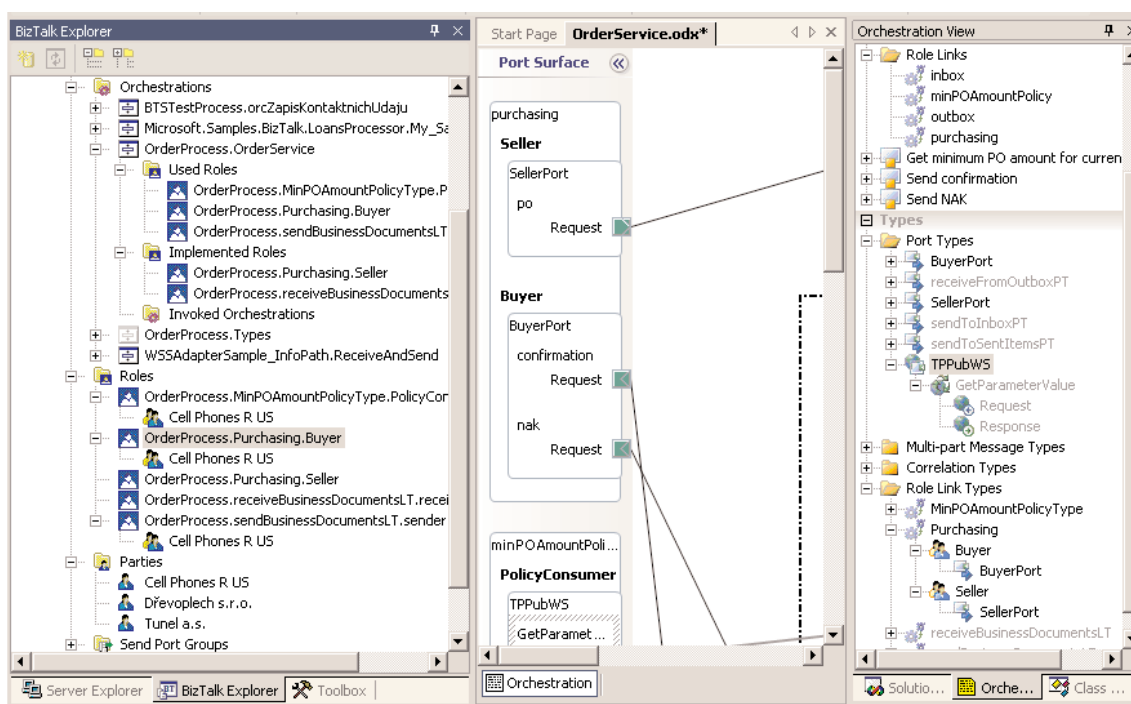 BizTalk Explorer
Orchestrations
BTSTestProcess.orcZapisKontaktnichUdaju
Microsoft.Samples.BizTalk.LoansProcessor.My_Sa
OrderProcess.OrderService
Used Roles
OrderProcess.MinPOAmountPolicyType.P
OrderProcess.Purchasing.Buyer
OrderProcess.sendBusinessDocumentsLT
Implemented Roles
OrderProcess.Purchasing.Seller
OrderProcess.receiveBusinessDocuments
Invoked Orchestrations
OrderProcess.Types
WSSAdapterSample_InfoPath.ReceiveAndSend
Roles
OrderProcess.MinPOAmountPolicyType.PolicyCor
Cell Phones R US
OrderProcess.Purchasing.Buyer
Cell Phones R US
OrderProcess.Purchasing.Seller
OrderProcess.receiveBusinessDocumentsLT.recei
OrderProcess.sendBusinessDocumentsLT.sender
Cell Phones R US
Parties
Cell Phones R US
Dřevoplech s.r.o.
Tunel a.s.
Send Port Groups
Server Explorer BizTalk Explorer Toolbox
Start Page OrderService.odx*
Port Surface
purchasing
Seller
SellerPort
po
Request
Buyer
BuyerPort
confirmation
Request
nak
Request
minPOAmountPoli...
PolicyConsumer
TPPubWS
GetParamet ...
Orchestration
Orchestration View
Role Links
inbox
minPOAmountPolicy
outbox
purchasing
Get minimum PO amount for curren
Send confirmation
Send NAK
Types
Port Types
BuyerPort
receiveFromOutboxPT
SellerPort
sendToInboxPT
sendToSentItemsPT
TPPubWS
GetParameterValue
Request
Response
Multi-part Message Types
Correlation Types
Role Link Types
MinPOAmountPolicyType
Purchasing
Buyer
BuyerPort
Seller
SellerPort
receiveBusinessDocumentsLT
Solutio... Orche... Class ...